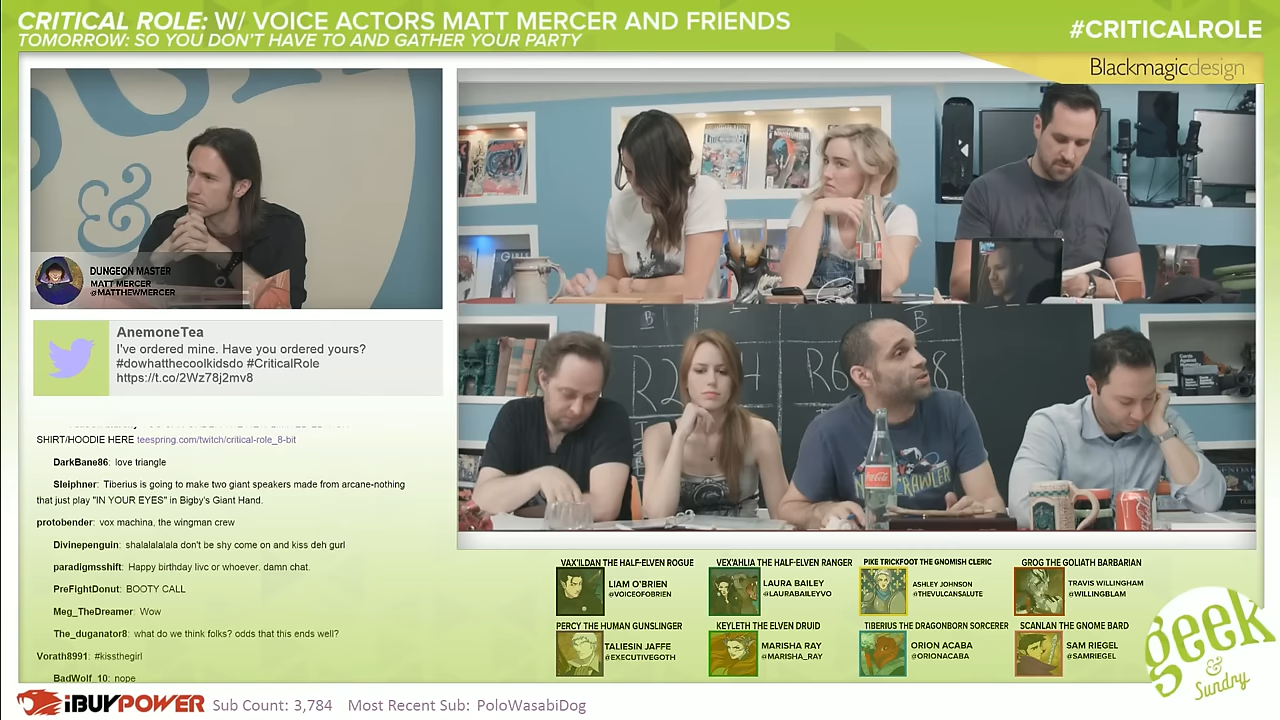 CRITICAL ROLE: W/ VOICE ACTORS MATT MERCER AND FRIENDS
TOMORROW: SO YOU DON'T HAVE TO AND GATHER YOUR PARTY
#CRITICALROLE
Blackmagicdesign
DUNGEON MASTER
MATT MERCER
@MATTHEWMERCER
AnemoneTea
I've ordered mine. Have you ordered yours?
#dowhatthecoolkidsdo #CriticalRole
https://t.co/2Wz78j2mv8
SHIRT/HOODIE HERE teespring.com/twitch/critical-role_8-bit
DarkBane86: love triangle
Sleiphner: Tiberius is going to make two giant speakers made from arcane-nothing
that just play "IN YOUR EYES" in Bigby's Giant Hand.
protobender: vox machina, the wingman crew
Divinepenguin: shalalalalala don't be shy come on and kiss deh gurl
paradigmsshift: Happy birthday livc or whoever. damn chat.
PreFightDonut: BOOTY CALL
Meg_TheDreamer: Wow
The_duganator8: what do we think folks? odds that this ends well?
Vorath8991: #kissthegirl
BadWolf_10: nope
B
B
R2
4
R6
8
Coca-Cola
CRAWLER
VAX'ILDAN THE HALF-ELVEN ROGUE
LIAM O'BRIEN
@VOICEOFOBRIEN
VEX'AHLIA THE HALF-ELVEN RANGER
LAURA BAILEY
@LAURABAILEYVO
PIKE TRICKFOOT THE GNOMISH CLERIC
ASHLEY JOHNSON
@THEVULCANSALUTE
GROG THE GOLIATH BARBARIAN
TRAVIS WILLINGHAM
@WILLINGBLAM
PERCY THE HUMAN GUNSLINGER
TALIESIN JAFFE
@EXECUTIVEGOTH
KEYLETH THE ELVEN DRUID
MARISHA RAY
@MARISHA_RAY
TIBERIUS THE DRAGONBORN SORCERER
ORION ACABA
@ORIONACABA
SCANLAN THE GNOME BARD
SAM RIEGEL
@SAMRIEGEL
geek
&
Sundry
iBUYPOWER
Sub Count: 3,784 Most Recent Sub: PoloWasabiDog